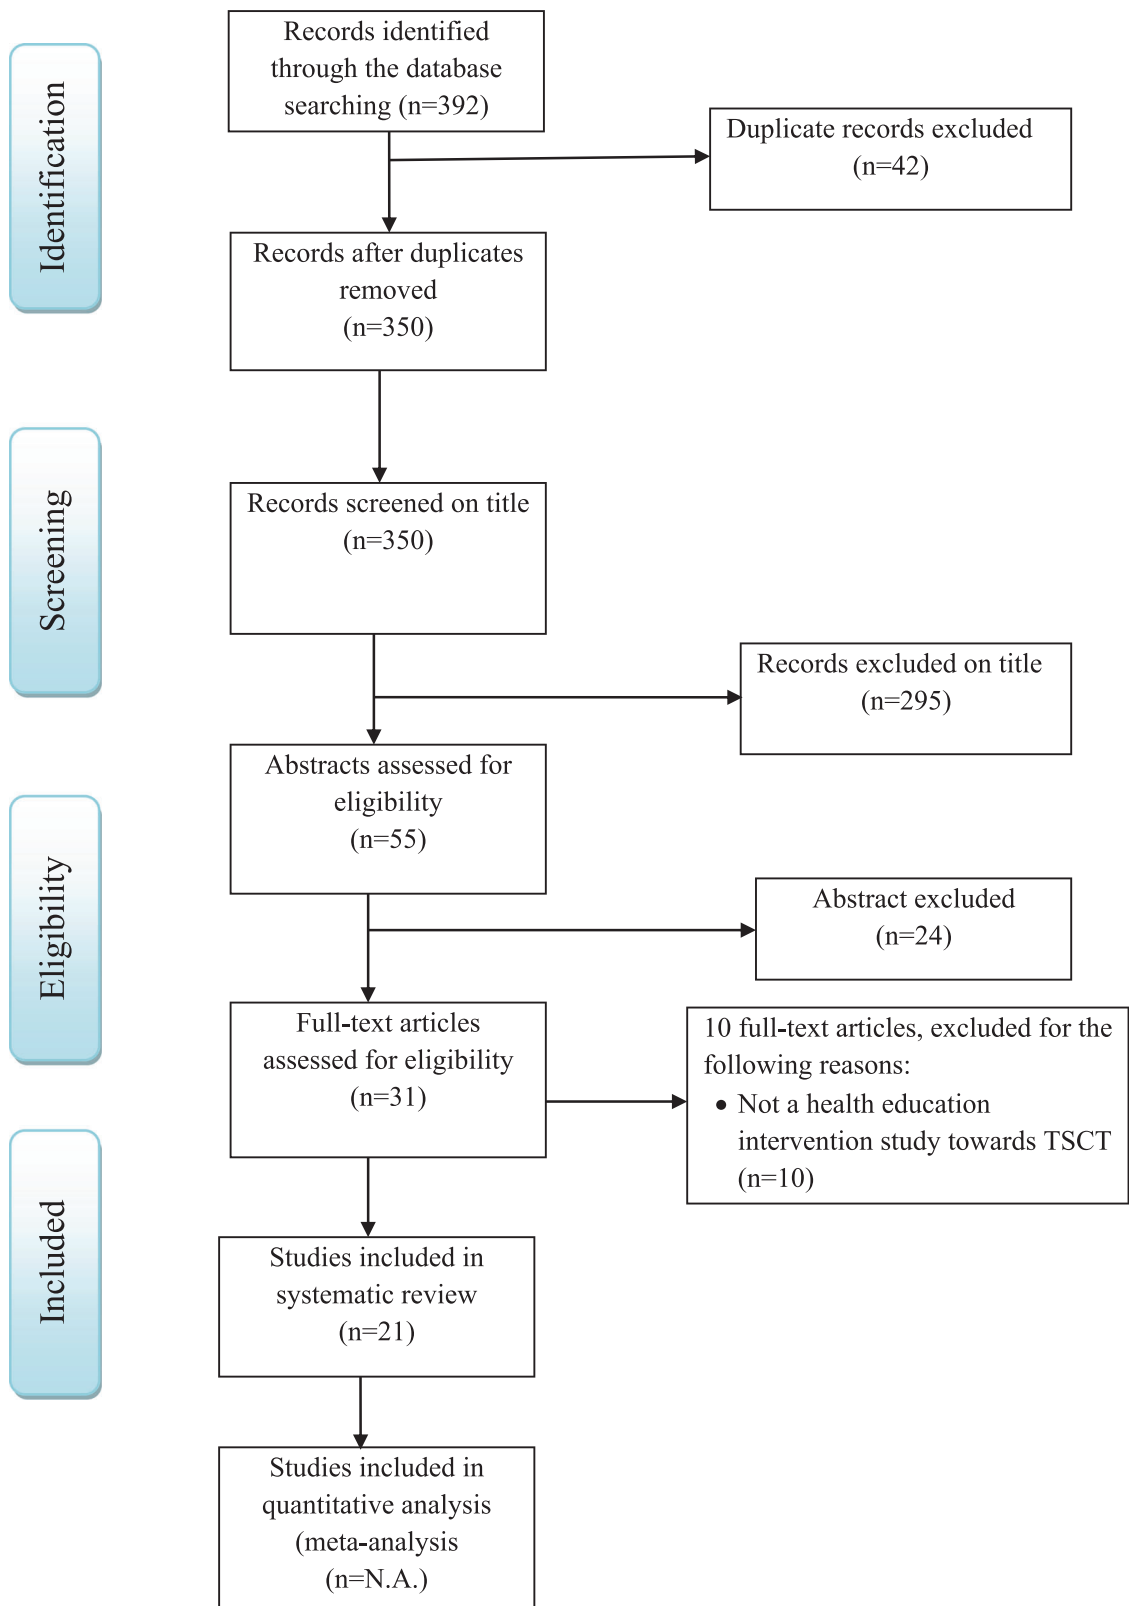 Identification
Records identified
through the database
searching (n=392)
Duplicate records excluded
(n=42)
Records after duplicates
removed
(n=350)
Screening
Records screened on title
(n=350)
Records excluded on title
(n=295)
Eligibility
Abstracts assessed for
eligibility
(n=55)
Abstract excluded
(n=24)
Full-text articles
assessed for eligibility
(n=31)
10 full-text articles, excluded for the
following reasons:
• Not a health education
intervention study towards TSCT
(n=10)
Included
Studies included in
systematic review
(n=21)
Studies included in
quantitative analysis
(meta-analysis
(n=N.A.)